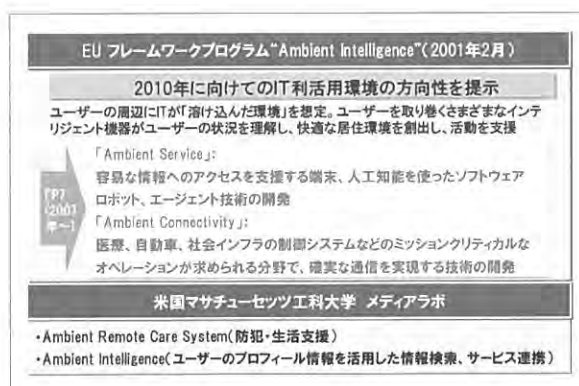 EU フレームワークプログラム“Ambient Intelligence”(2001年2月)
2010年に向けてのIT利活用環境の方向性を提示
ユーザーの周辺にITが「溶け込んだ環境」を想定。ユーザーを取り巻くさまざまなインテ
リジェント機器がユーザーの状況を理解し、快適な居住環境を創出し、活動を支援
「Ambient Service」:
容易な情報へのアクセスを支援する端末、人工知能を使ったソフトウェア
ロボット、エージェント技術の開発
FP7
(2001
年～)
「Ambient Connectivity」:
医療、自動車、社会インフラの制御システムなどのミッションクリティカルな
オペレーションが求められる分野で、確実な通信を実現する技術の開発
米国マサチューセッツ工科大学 メディアラボ
・Ambient Remote Care System(防犯・生活支援)
・Ambient Intelligence(ユーザーのプロフィール情報を活用した情報検索、サービス連携)